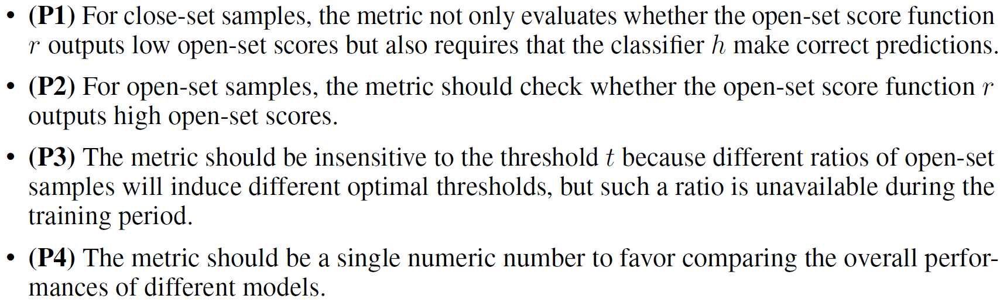 • (P1) For close-set samples, the metric not only evaluates whether the open-set score function
r outputs low open-set scores but also requires that the classifier h make correct predictions.
• (P2) For open-set samples, the metric should check whether the open-set score function r
outputs high open-set scores.
• (P3) The metric should be insensitive to the threshold t because different ratios of open-set
samples will induce different optimal thresholds, but such a ratio is unavailable during the
training period.
• (P4) The metric should be a single numeric number to favor comparing the overall perfor-
mances of different models.